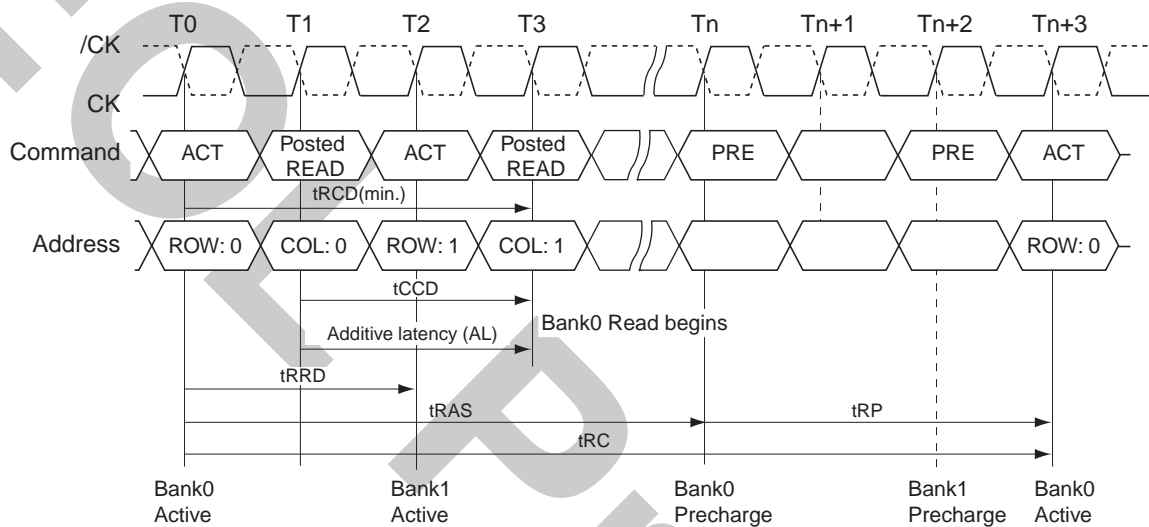 T0 T1 T2 T3 Tn Tn+1 Tn+2 Tn+3
/CK
CK
Command ACT Posted READ ACT Posted READ PRE PRE ACT
tRCD(min.)
Address ROW: 0 COL: 0 ROW: 1 COL: 1 ROW: 0
tCCD
Bank0 Read begins
Additive latency (AL)
tRRD
tRAS tRP
tRC
Bank0 Active Bank1 Active Bank0 Precharge Bank1 Precharge Bank0 Active